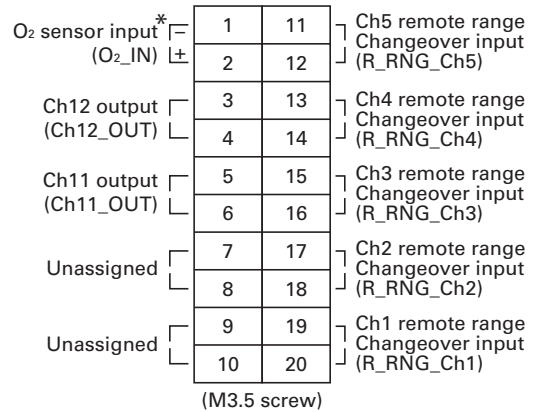 O2 sensor input* −
(O2_IN) +
1 11
2 12
Ch5 remote range
Changeover input
(R_RNG_Ch5)
Ch12 output
(Ch12_OUT)
3 13
4 14
Ch4 remote range
Changeover input
(R_RNG_Ch4)
Ch11 output
(Ch11_OUT)
5 15
6 16
Ch3 remote range
Changeover input
(R_RNG_Ch3)
Unassigned
7 17
8 18
Ch2 remote range
Changeover input
(R_RNG_Ch2)
Unassigned
9 19
10 20
Ch1 remote range
Changeover input
(R_RNG_Ch1)
(M3.5 screw)